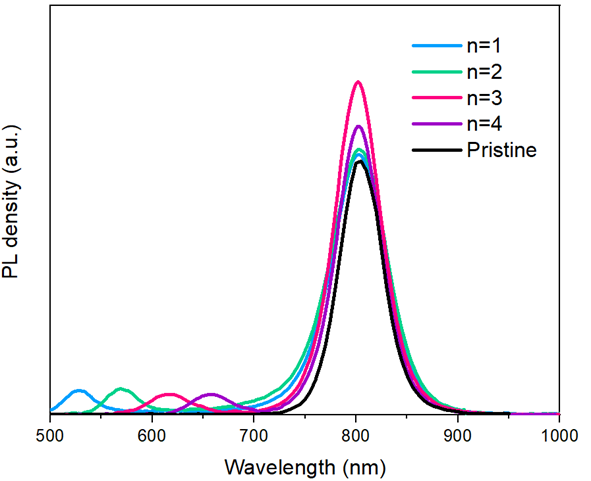 n=1
n=2
n=3
n=4
Pristine
PL density (a.u.)
500 600 700 800 900 1000
Wavelength (nm)